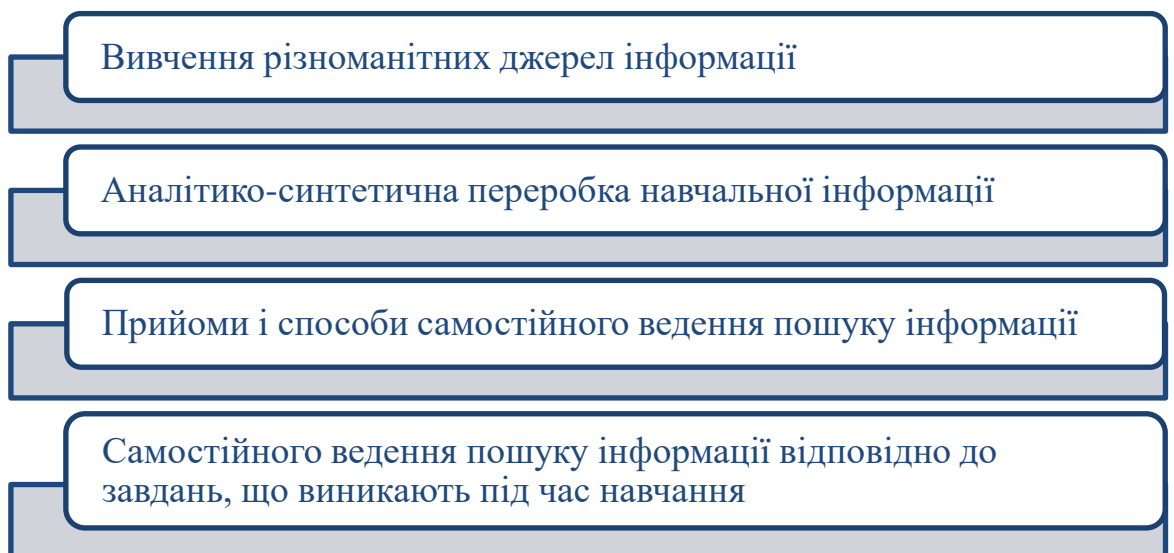 Вивчення різноманітних джерел інформації
Аналітико-синтетична переробка навчальної інформації
Прийоми і способи самостійного ведення пошуку інформації
Самостійного ведення пошуку інформації відповідно до
завдань, що виникають під час навчання